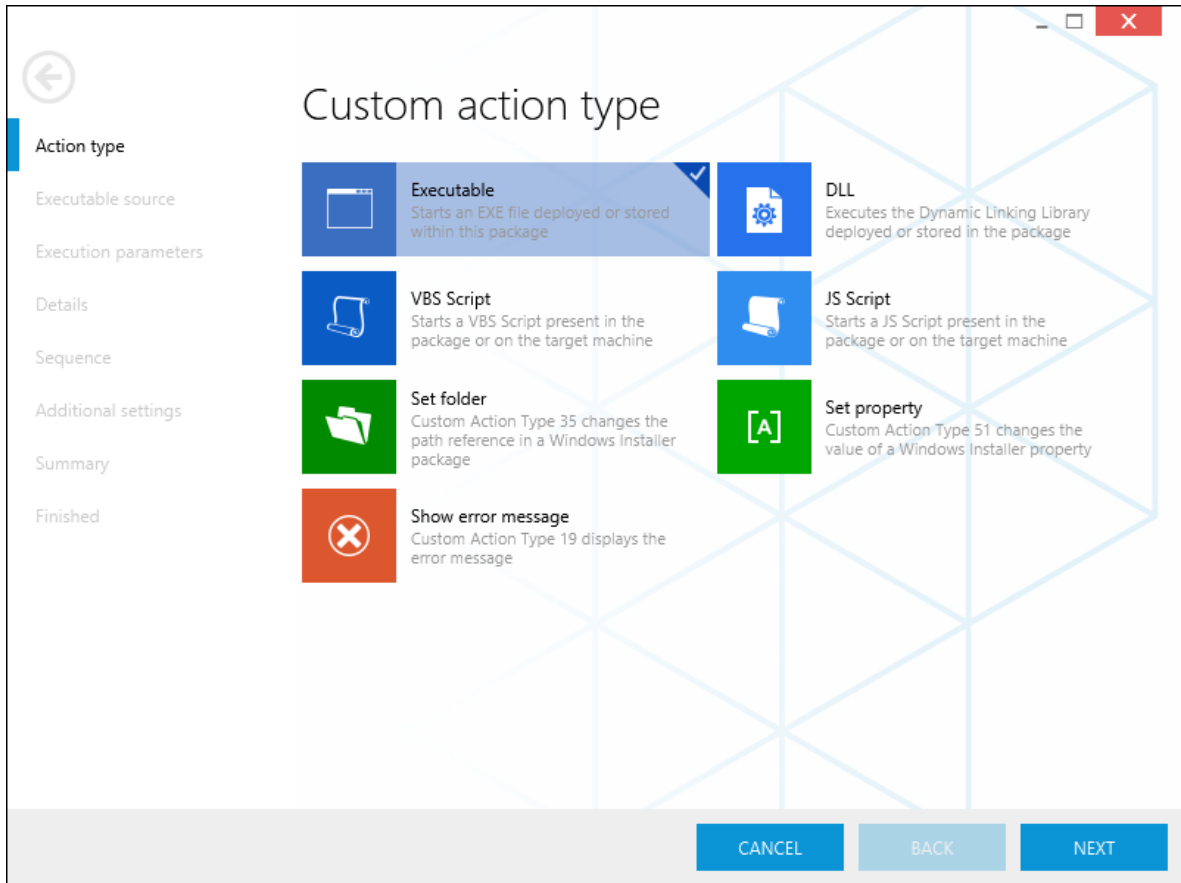 Custom action type
Action type
Executable source
Execution parameters
Details
Sequence
Additional settings
Summary
Finished
Executable
Starts an EXE file deployed or stored
within this package
DLL
Executes the Dynamic Linking Library
deployed or stored in the package
VBS Script
Starts a VBS Script present in the
package or on the target machine
JS Script
Starts a JS Script present in the
package or on the target machine
Set folder
Custom Action Type 35 changes the
path reference in a Windows Installer
package
[A]
Set property
Custom Action Type 51 changes the
value of a Windows Installer property
Show error message
Custom Action Type 19 displays the
error message
CANCEL
BACK
NEXT